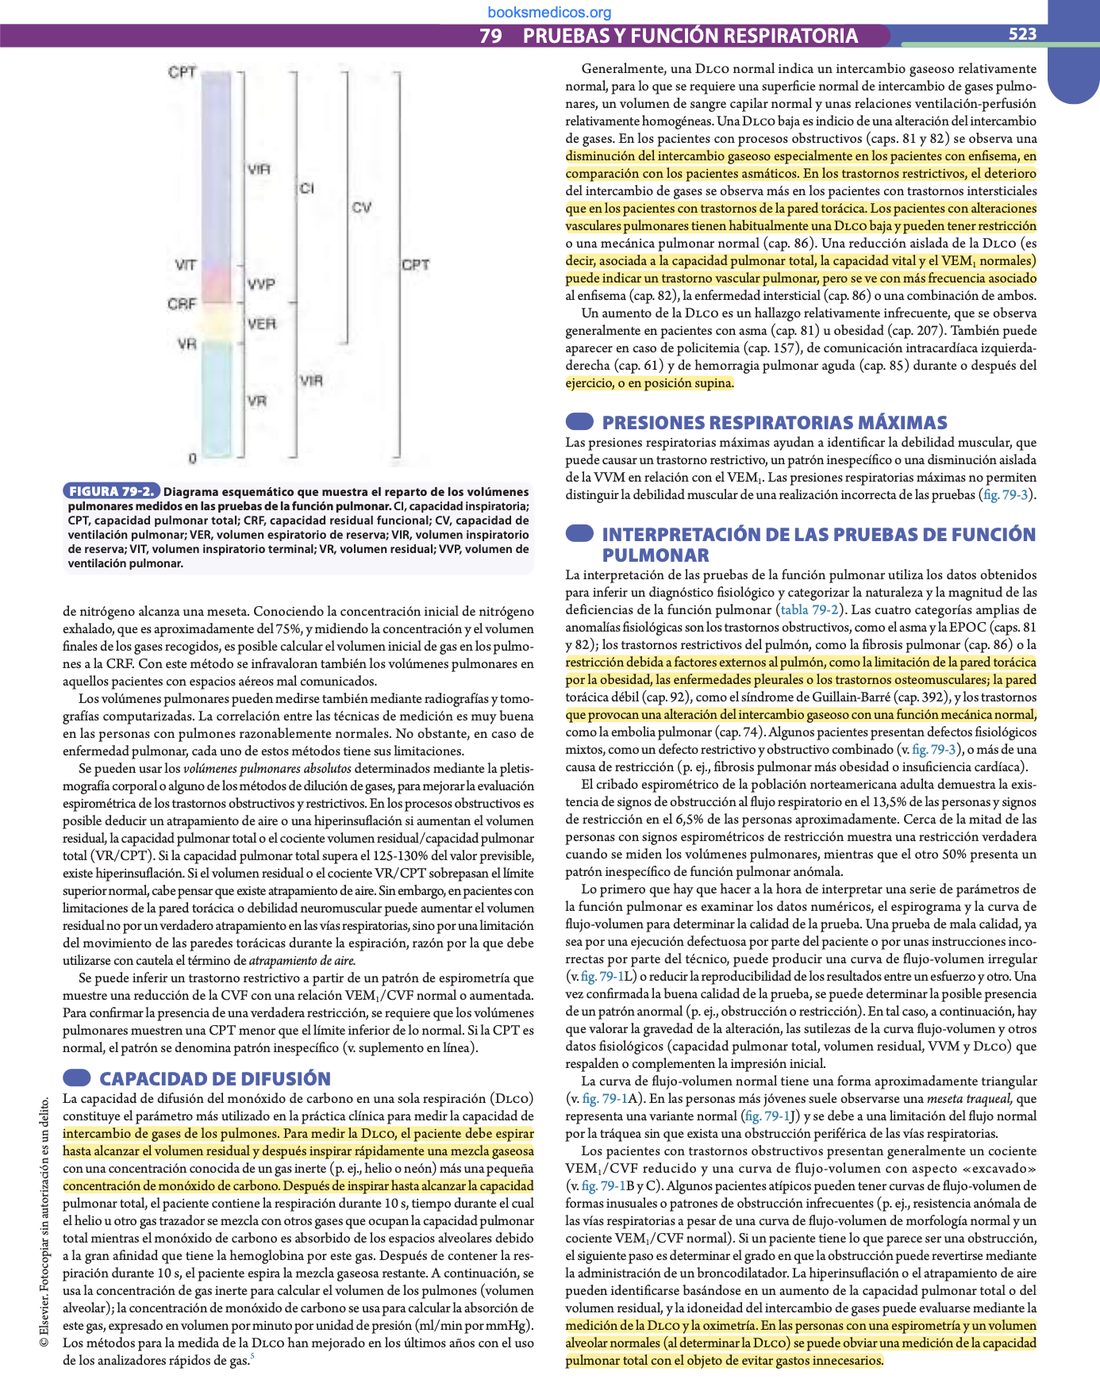 booksmedicos.org
79 PRUEBAS Y FUNCIÓN RESPIRATORIA
523
CPT
VIR
CI
CV
VIT
CPT
VVP
CRF
VER
VR
VIR
VR
0
FIGURA 79-2. Diagrama esquemático que muestra el reparto de los volúmenes
pulmonares medidos en las pruebas de la función pulmonar. CI, capacidad inspiratoria;
CPT, capacidad pulmonar total; CRF, capacidad residual funcional; CV, capacidad de
ventilación pulmonar; VER, volumen espiratorio de reserva; VIR, volumen inspiratorio
de reserva; VIT, volumen inspiratorio terminal; VR, volumen residual; VVP, volumen de
ventilación pulmonar.
de nitrógeno alcanza una meseta. Conociendo la concentración inicial de nitrógeno
exhalado, que es aproximadamente del 75%, y midiendo la concentración y el volumen
finales de los gases recogidos, es posible calcular el volumen inicial de gas en los pulmo-
nes a la CRF. Con este método se infravaloran también los volúmenes pulmonares en
aquellos pacientes con espacios aéreos mal comunicados.
Los volúmenes pulmonares pueden medirse también mediante radiografías y tomo-
grafías computarizadas. La correlación entre las técnicas de medición es muy buena
en las personas con pulmones razonablemente normales. No obstante, en caso de
enfermedad pulmonar, cada uno de estos métodos tiene sus limitaciones.
Se pueden usar los volúmenes pulmonares absolutos determinados mediante la pletis-
mografía corporal o alguno de los métodos de dilución de gases, para mejorar la evaluación
espirométrica de los trastornos obstructivos y restrictivos. En los procesos obstructivos es
posible deducir un atrapamiento de aire o una hiperinsuflación si aumentan el volumen
residual, la capacidad pulmonar total o el cociente volumen residual/capacidad pulmonar
total (VR/CPT). Si la capacidad pulmonar total supera el 125-130% del valor previsible,
existe hiperinsuflación. Si el volumen residual o el cociente VR/CPT sobrepasan el límite
superior normal, cabe pensar que existe atrapamiento de aire. Sin embargo, en pacientes con
limitaciones de la pared torácica o debilidad neuromuscular puede aumentar el volumen
residual no por un verdadero atrapamiento en las vías respiratorias, sino por una limitación
del movimiento de las paredes torácicas durante la espiración, razón por la que debe
utilizarse con cautela el término de atrapamiento de aire.
Se puede inferir un trastorno restrictivo a partir de un patrón de espirometría que
muestre una reducción de la CVF con una relación VEM₁/CVF normal o aumentada.
Para confirmar la presencia de una verdadera restricción, se requiere que los volúmenes
pulmonares muestren una CPT menor que el límite inferior de lo normal. Si la CPT es
normal, el patrón se denomina patrón inespecífico (v. suplemento en línea).
CAPACIDAD DE DIFUSIÓN
La capacidad de difusión del monóxido de carbono en una sola respiración (DLCO)
constituye el parámetro más utilizado en la práctica clínica para medir la capacidad de
intercambio de gases de los pulmones. Para medir la DLCO, el paciente debe espirar
hasta alcanzar el volumen residual y después inspirar rápidamente una mezcla gaseosa
con una concentración conocida de un gas inerte (p. ej., helio o neón) más una pequeña
concentración de monóxido de carbono. Después de inspirar hasta alcanzar la capacidad
pulmonar total, el paciente contiene la respiración durante 10 s, tiempo durante el cual
el helio u otro gas trazador se mezcla con otros gases que ocupan la capacidad pulmonar
total mientras el monóxido de carbono es absorbido de los espacios alveolares debido
a la gran afinidad que tiene la hemoglobina por este gas. Después de contener la res-
piración durante 10 s, el paciente espira la mezcla gaseosa restante. A continuación, se
usa la concentración de gas inerte para calcular el volumen de los pulmones (volumen
alveolar); la concentración de monóxido de carbono se usa para calcular la absorción de
este gas, expresado en volumen por minuto por unidad de presión (ml/min por mmHg).
Los métodos para la medida de la DLCO han mejorado en los últimos años con el uso
de los analizadores rápidos de gas.⁵
© Elsevier. Fotocopiar sin autorización es un delito.
Generalmente, una DLCO normal indica un intercambio gaseoso relativamente
normal, para lo que se requiere una superficie normal de intercambio de gases pulmo-
nares, un volumen de sangre capilar normal y unas relaciones ventilación-perfusión
relativamente homogéneas. Una DLCO baja es indicio de una alteración del intercambio
de gases. En los pacientes con procesos obstructivos (caps. 81 y 82) se observa una
disminución del intercambio gaseoso especialmente en los pacientes con enfisema, en
comparación con los pacientes asmáticos. En los trastornos restrictivos, el deterioro
del intercambio de gases se observa más en los pacientes con trastornos intersticiales
que en los pacientes con trastornos de la pared torácica. Los pacientes con alteraciones
vasculares pulmonares tienen habitualmente una DLCO baja y pueden tener restricción
o una mecánica pulmonar normal (cap. 86). Una reducción aislada de la DLCO (es
decir, asociada a la capacidad pulmonar total, la capacidad vital y el VEM₁ normales)
puede indicar un trastorno vascular pulmonar, pero se ve con más frecuencia asociado
al enfisema (cap. 82), la enfermedad intersticial (cap. 86) o una combinación de ambos.
Un aumento de la DLCO es un hallazgo relativamente infrecuente, que se observa
generalmente en pacientes con asma (cap. 81) u obesidad (cap. 207). También puede
aparecer en caso de policitemia (cap. 157), de comunicación intracardíaca izquierda-
derecha (cap. 61) y de hemorragia pulmonar aguda (cap. 85) durante o después del
ejercicio, o en posición supina.
PRESIONES RESPIRATORIAS MÁXIMAS
Las presiones respiratorias máximas ayudan a identificar la debilidad muscular, que
puede causar un trastorno restrictivo, un patrón inespecífico o una disminución aislada
de la VVM en relación con el VEM₁. Las presiones respiratorias máximas no permiten
distinguir la debilidad muscular de una realización incorrecta de las pruebas (fig. 79-3).
INTERPRETACIÓN DE LAS PRUEBAS DE FUNCIÓN
PULMONAR
La interpretación de las pruebas de la función pulmonar utiliza los datos obtenidos
para inferir un diagnóstico fisiológico y categorizar la naturaleza y la magnitud de las
deficiencias de la función pulmonar (tabla 79-2). Las cuatro categorías amplias de
anomalías fisiológicas son los trastornos obstructivos, como el asma y la EPOC (caps. 81
y 82); los trastornos restrictivos del pulmón, como la fibrosis pulmonar (cap. 86) o la
restricción debida a factores externos al pulmón, como la limitación de la pared torácica
por la obesidad, las enfermedades pleurales o los trastornos osteomusculares; la pared
torácica débil (cap. 92), como el síndrome de Guillain-Barré (cap. 392), y los trastornos
que provocan una alteración del intercambio gaseoso con una función mecánica normal,
como la embolia pulmonar (cap. 74). Algunos pacientes presentan defectos fisiológicos
mixtos, como un defecto restrictivo y obstructivo combinado (v. fig. 79-3), o más de una
causa de restricción (p. ej., fibrosis pulmonar más obesidad o insuficiencia cardíaca).
El cribado espirométrico de la población norteamericana adulta demuestra la exis-
tencia de signos de obstrucción al flujo respiratorio en el 13,5% de las personas y signos
de restricción en el 6,5% de las personas aproximadamente. Cerca de la mitad de las
personas con signos espirométricos de restricción muestra una restricción verdadera
cuando se miden los volúmenes pulmonares, mientras que el otro 50% presenta un
patrón inespecífico de función pulmonar anómala.
Lo primero que hay que hacer a la hora de interpretar una serie de parámetros de
la función pulmonar es examinar los datos numéricos, el espirograma y la curva de
flujo-volumen para determinar la calidad de la prueba. Una prueba de mala calidad, ya
sea por una ejecución defectuosa por parte del paciente o por unas instrucciones inco-
rrectas por parte del técnico, puede producir una curva de flujo-volumen irregular
(v. fig. 79-1L) o reducir la reproducibilidad de los resultados entre un esfuerzo y otro. Una
vez confirmada la buena calidad de la prueba, se puede determinar la posible presencia
de un patrón anormal (p. ej., obstrucción o restricción). En tal caso, a continuación, hay
que valorar la gravedad de la alteración, las sutilezas de la curva flujo-volumen y otros
datos fisiológicos (capacidad pulmonar total, volumen residual, VVM y DLCO) que
respalden o complementen la impresión inicial.
La curva de flujo-volumen normal tiene una forma aproximadamente triangular
(v. fig. 79-1A). En las personas más jóvenes suele observarse una meseta traqueal, que
representa una variante normal (fig. 79-1J) y se debe a una limitación del flujo normal
por la tráquea sin que exista una obstrucción periférica de las vías respiratorias.
Los pacientes con trastornos obstructivos presentan generalmente un cociente
VEM₁/CVF reducido y una curva de flujo-volumen con aspecto «excavado»
(v. fig. 79-1B y C). Algunos pacientes atípicos pueden tener curvas de flujo-volumen de
formas inusuales o patrones de obstrucción infrecuentes (p. ej., resistencia anómala de
las vías respiratorias a pesar de una curva de flujo-volumen de morfología normal y un
cociente VEM₁/CVF normal). Si un paciente tiene lo que parece ser una obstrucción,
el siguiente paso es determinar el grado en que la obstrucción puede revertirse mediante
la administración de un broncodilatador. La hiperinsuflación o el atrapamiento de aire
pueden identificarse basándose en un aumento de la capacidad pulmonar total o del
volumen residual, y la idoneidad del intercambio de gases puede evaluarse mediante la
medición de la DLCO y la oximetría. En las personas con una espirometría y un volumen
alveolar normales (al determinar la DLCO) se puede obviar una medición de la capacidad
pulmonar total con el objeto de evitar gastos innecesarios.